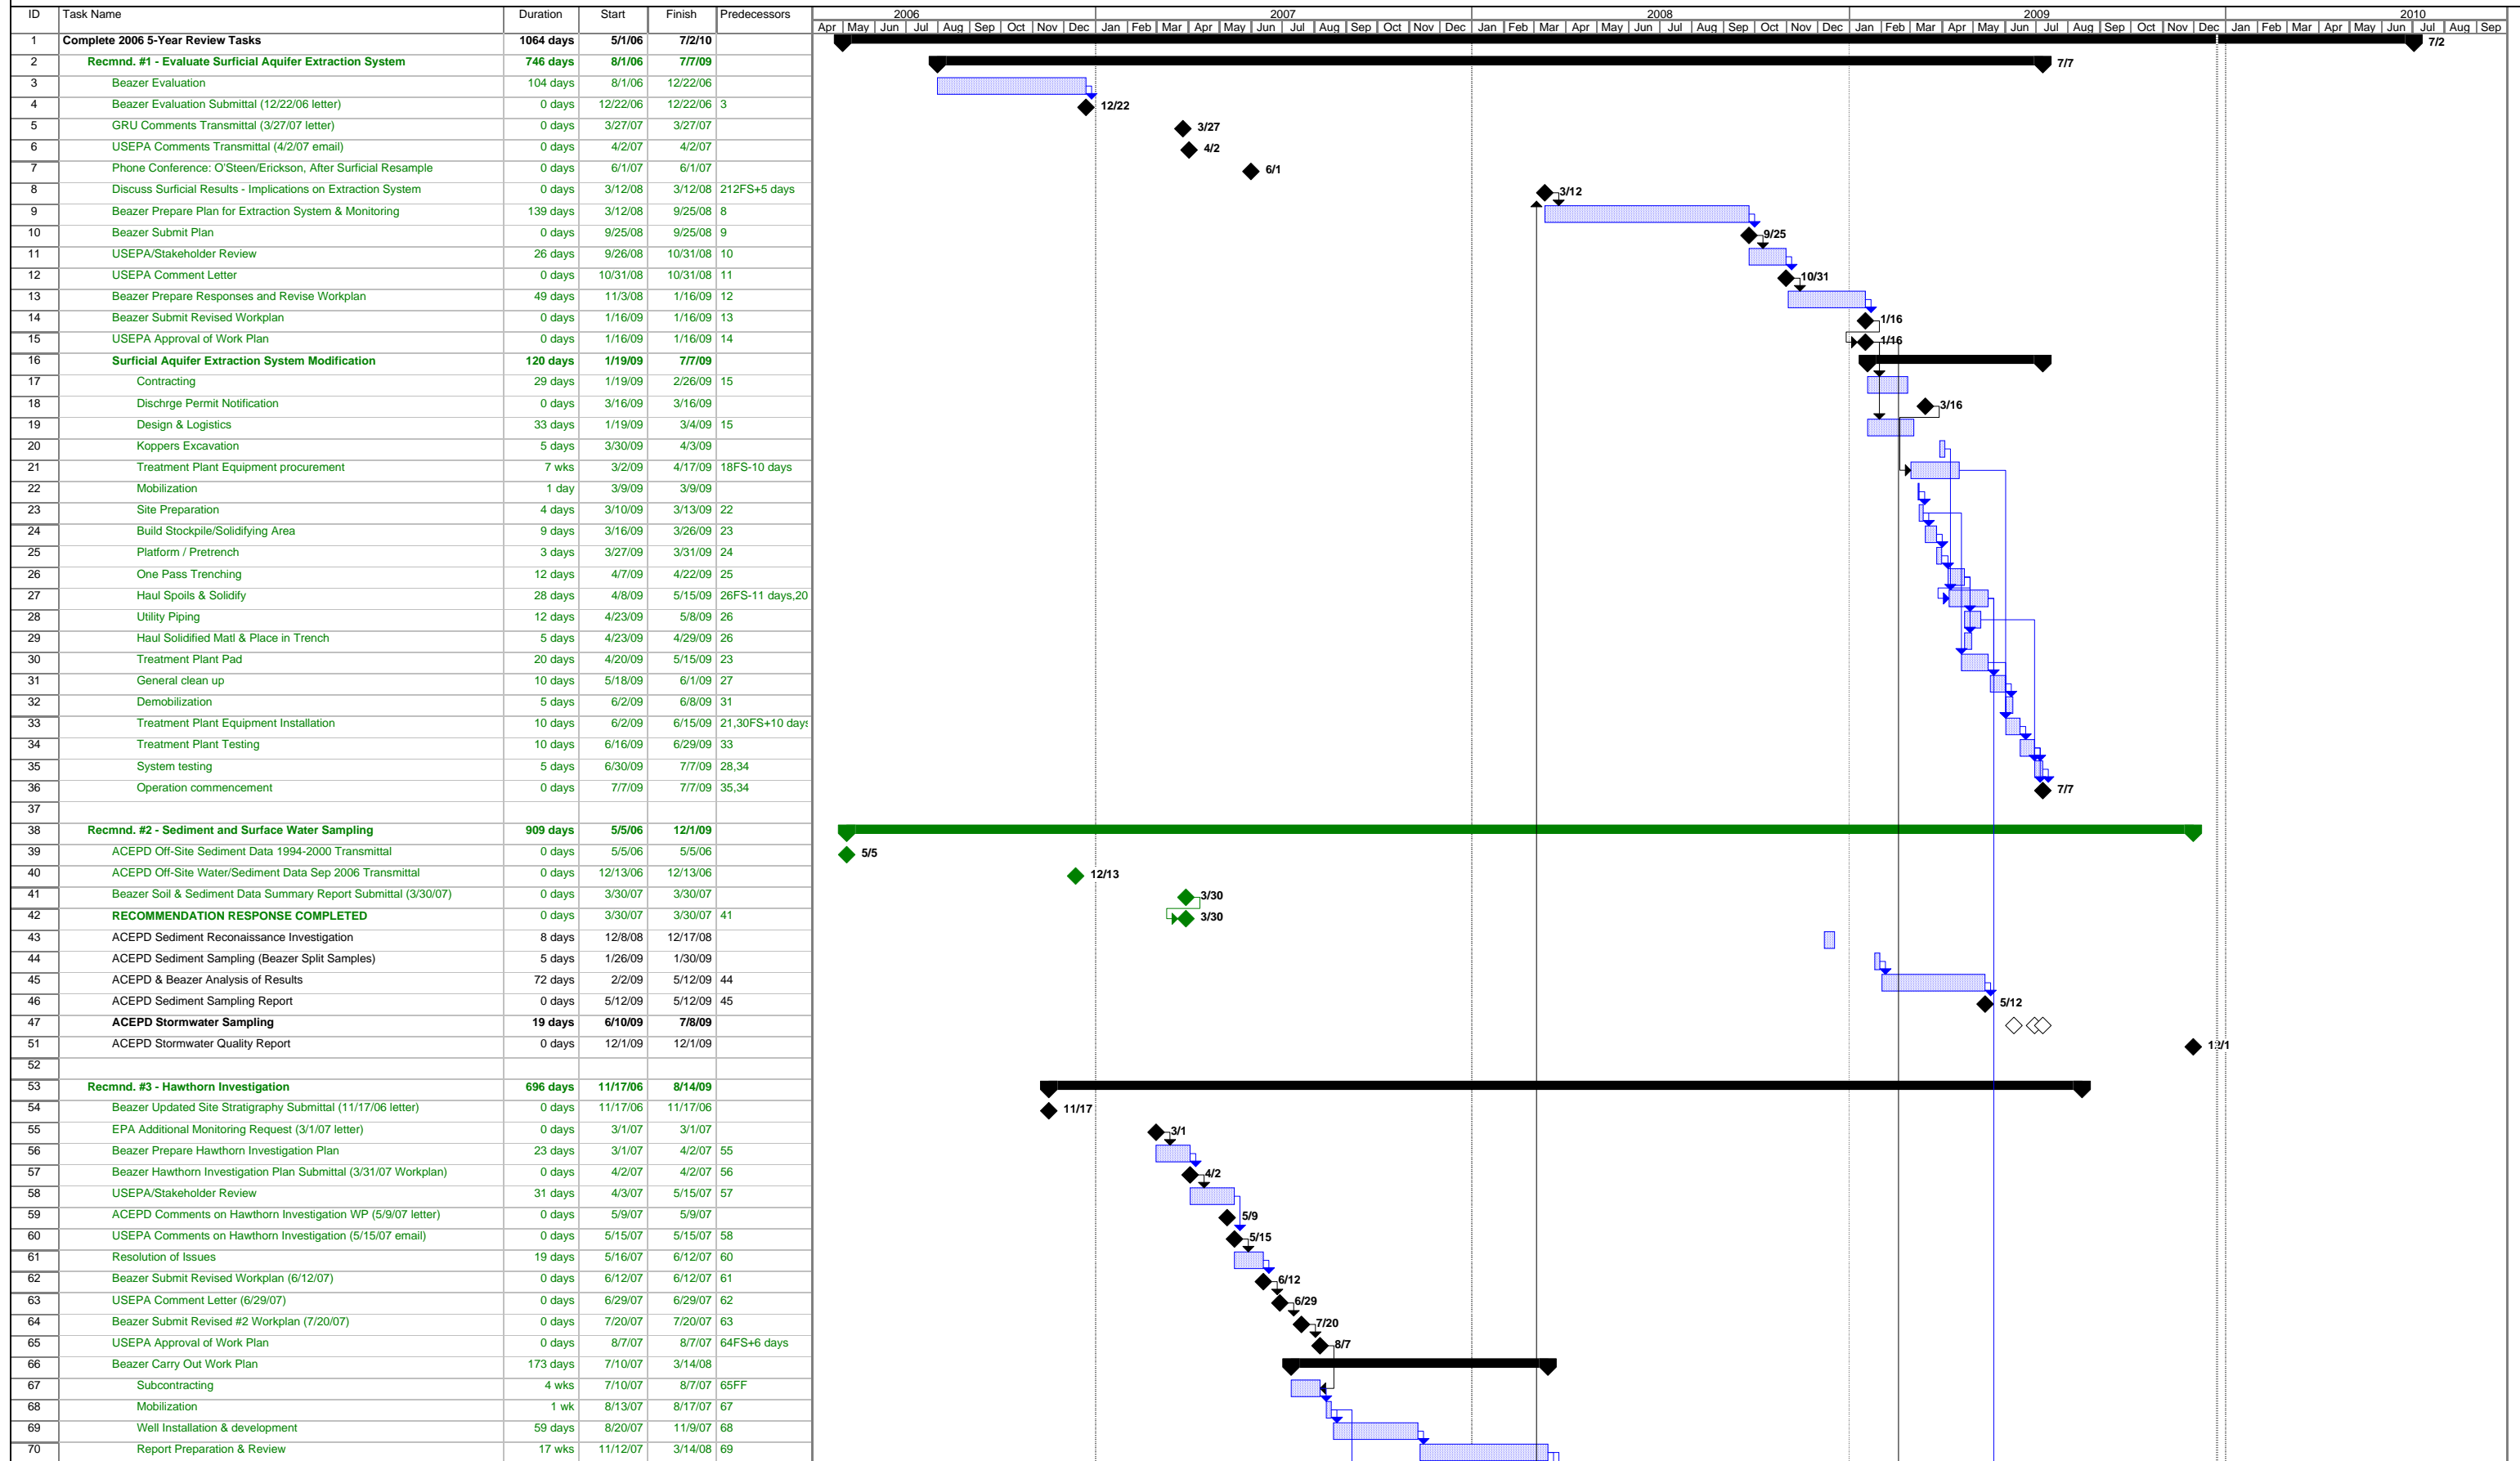 ID Task Name Duration Start Finish Predecessors 2006 2007 2008 2009 2010
Apr May Jun Jul Aug Sep Oct Nov Dec Jan Feb Mar Apr May Jun Jul Aug Sep Oct Nov Dec Jan Feb Mar Apr May Jun Jul Aug Sep Oct Nov Dec Jan Feb Mar Apr May Jun Jul Aug Sep Oct Nov Dec Jan Feb Mar Apr May Jun Jul Aug Sep
1 Complete 2006 5-Year Review Tasks 1064 days 5/1/06 7/2/10 7/2
2 Recmnd. #1 - Evaluate Surficial Aquifer Extraction System 746 days 8/1/06 7/7/09 7/7
3 Beazer Evaluation 104 days 8/1/06 12/22/06
4 Beazer Evaluation Submittal (12/22/06 letter) 0 days 12/22/06 12/22/06 3 12/22
5 GRU Comments Transmittal (3/27/07 letter) 0 days 3/27/07 3/27/07 3/27
6 USEPA Comments Transmittal (4/2/07 email) 0 days 4/2/07 4/2/07 4/2
7 Phone Conference: O'Steen/Erickson, After Surficial Resample 0 days 6/1/07 6/1/07 6/1
8 Discuss Surficial Results - Implications on Extraction System 0 days 3/12/08 3/12/08 212FS+5 days 3/12
9 Beazer Prepare Plan for Extraction System & Monitoring 139 days 3/12/08 9/25/08 8
10 Beazer Submit Plan 0 days 9/25/08 9/25/08 9 9/25
11 USEPA/Stakeholder Review 26 days 9/26/08 10/31/08 10
12 USEPA Comment Letter 0 days 10/31/08 10/31/08 11 10/31
13 Beazer Prepare Responses and Revise Workplan 49 days 11/3/08 1/16/09 12
14 Beazer Submit Revised Workplan 0 days 1/16/09 1/16/09 13 1/16
15 USEPA Approval of Work Plan 0 days 1/16/09 1/16/09 14 1/16
16 Surficial Aquifer Extraction System Modification 120 days 1/19/09 7/7/09
17 Contracting 29 days 1/19/09 2/26/09 15
18 Dischrge Permit Notification 0 days 3/16/09 3/16/09 3/16
19 Design & Logistics 33 days 1/19/09 3/4/09 15
20 Koppers Excavation 5 days 3/30/09 4/3/09
21 Treatment Plant Equipment procurement 7 wks 3/2/09 4/17/09 18FS-10 days
22 Mobilization 1 day 3/9/09 3/9/09
23 Site Preparation 4 days 3/10/09 3/13/09 22
24 Build Stockpile/Solidifying Area 9 days 3/16/09 3/26/09 23
25 Platform / Pretrench 3 days 3/27/09 3/31/09 24
26 One Pass Trenching 12 days 4/7/09 4/22/09 25
27 Haul Spoils & Solidify 28 days 4/8/09 5/15/09 26FS-11 days,20
28 Utility Piping 12 days 4/23/09 5/8/09 26
29 Haul Solidified Matl & Place in Trench 5 days 4/23/09 4/29/09 26
30 Treatment Plant Pad 20 days 4/20/09 5/15/09 23
31 General clean up 10 days 5/18/09 6/1/09 27
32 Demobilization 5 days 6/2/09 6/8/09 31
33 Treatment Plant Equipment Installation 10 days 6/2/09 6/15/09 21,30FS+10 days
34 Treatment Plant Testing 10 days 6/16/09 6/29/09 33
35 System testing 5 days 6/30/09 7/7/09 28,34
36 Operation commencement 0 days 7/7/09 7/7/09 35,34 7/7
37
38 Recmnd. #2 - Sediment and Surface Water Sampling 909 days 5/5/06 12/1/09
39 ACEPD Off-Site Sediment Data 1994-2000 Transmittal 0 days 5/5/06 5/5/06 5/5
40 ACEPD Off-Site Water/Sediment Data Sep 2006 Transmittal 0 days 12/13/06 12/13/06 12/13
41 Beazer Soil & Sediment Data Summary Report Submittal (3/30/07) 0 days 3/30/07 3/30/07 3/30
42 RECOMMENDATION RESPONSE COMPLETED 0 days 3/30/07 3/30/07 41 3/30
43 ACEPD Sediment Reconaissance Investigation 8 days 12/8/08 12/17/08
44 ACEPD Sediment Sampling (Beazer Split Samples) 5 days 1/26/09 1/30/09
45 ACEPD & Beazer Analysis of Results 72 days 2/2/09 5/12/09 44
46 ACEPD Sediment Sampling Report 0 days 5/12/09 5/12/09 45 5/12
47 ACEPD Stormwater Sampling 19 days 6/10/09 7/8/09
51 ACEPD Stormwater Quality Report 0 days 12/1/09 12/1/09 12/1
52
53 Recmnd. #3 - Hawthorn Investigation 696 days 11/17/06 8/14/09
54 Beazer Updated Site Stratigraphy Submittal (11/17/06 letter) 0 days 11/17/06 11/17/06 11/17
55 EPA Additional Monitoring Request (3/1/07 letter) 0 days 3/1/07 3/1/07 3/1
56 Beazer Prepare Hawthorn Investigation Plan 23 days 3/1/07 4/2/07 55
57 Beazer Hawthorn Investigation Plan Submittal (3/31/07 Workplan) 0 days 4/2/07 4/2/07 56 4/2
58 USEPA/Stakeholder Review 31 days 4/3/07 5/15/07 57
59 ACEPD Comments on Hawthorn Investigation WP (5/9/07 letter) 0 days 5/9/07 5/9/07 5/9
60 USEPA Comments on Hawthorn Investigation (5/15/07 email) 0 days 5/15/07 5/15/07 58 5/15
61 Resolution of Issues 19 days 5/16/07 6/12/07 60
62 Beazer Submit Revised Workplan (6/12/07) 0 days 6/12/07 6/12/07 61 6/12
63 USEPA Comment Letter (6/29/07) 0 days 6/29/07 6/29/07 62 6/29
64 Beazer Submit Revised #2 Workplan (7/20/07) 0 days 7/20/07 7/20/07 63 7/20
65 USEPA Approval of Work Plan 0 days 8/7/07 8/7/07 64FS+6 days 8/7
66 Beazer Carry Out Work Plan 173 days 7/10/07 3/14/08
67 Subcontracting 4 wks 7/10/07 8/7/07 65FF
68 Mobilization 1 wk 8/13/07 8/17/07 67
69 Well Installation & development 59 days 8/20/07 11/9/07 68
70 Report Preparation & Review 17 wks 11/12/07 3/14/08 69